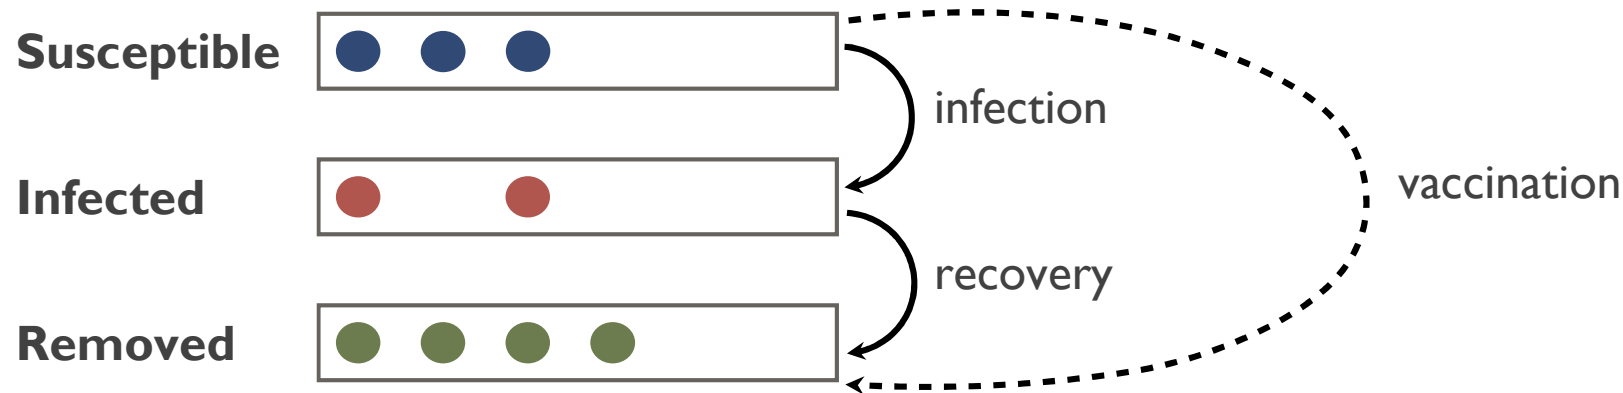 Susceptible
infection
vaccination
Infected
recovery
Removed